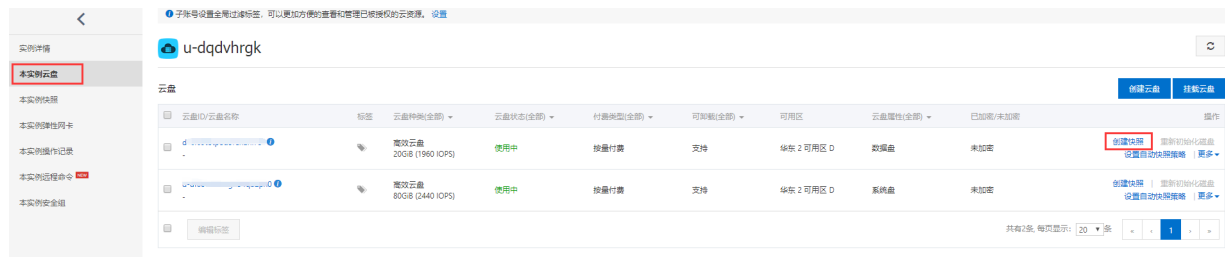 子账号设置全局过滤标签，可以更加方便的查看和管理已被授权的云资源。 设置
实例详情
本实例云盘
本实例快照
本实例弹性网卡
本实例操作记录
本实例远程命令 NEW
本实例安全组
u-dqdvhrgk
云盘
创建云盘 挂载云盘
云盘ID/云盘名称 标签 云盘种类(全部) 云盘状态(全部) 付费类型(全部) 可卸载(全部) 可用区 云盘属性(全部) 已加密/未加密 操作
高效云盘 使用中 按量付费 支持 华东 2 可用区 D 数据盘 未加密 创建快照 | 重新初始化磁盘
- 20GiB (1960 IOPS) 设置自动快照策略 | 更多
高效云盘 使用中 按量付费 支持 华东 2 可用区 D 系统盘 未加密 创建快照 | 重新初始化磁盘
- 80GiB (2440 IOPS) 设置自动快照策略 | 更多
编辑标签 共有2条, 每页显示: 20 条 « ‹ 1 › »